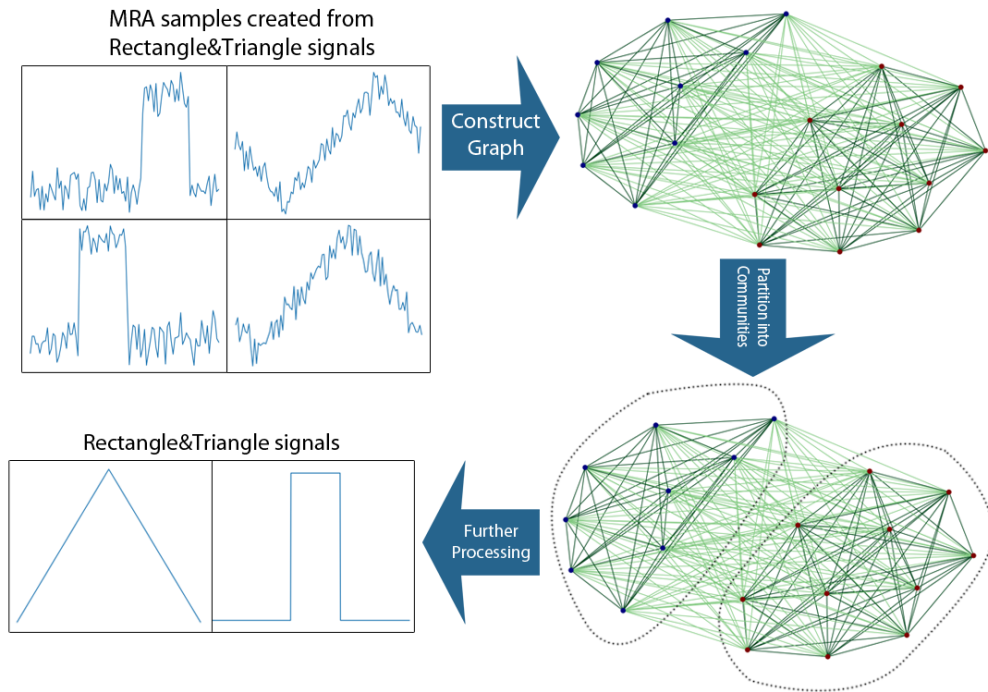 MRA samples created from
Rectangle&Triangle signals
Construct
Graph
Partition into
Communities
Further
Processing
Rectangle&Triangle signals